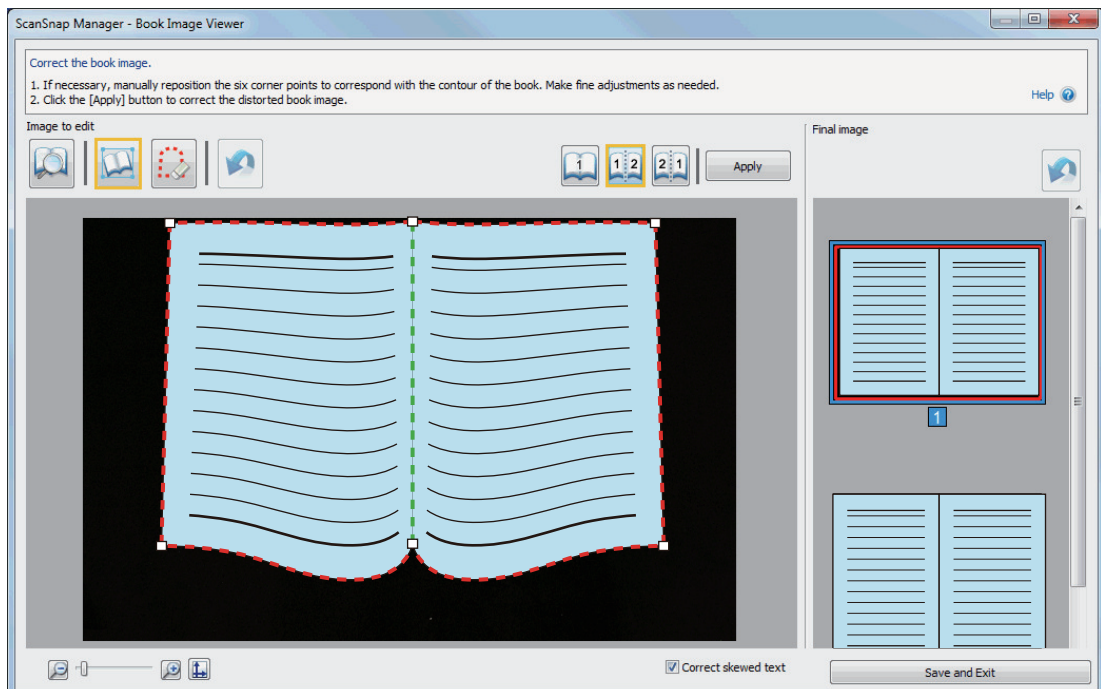 ScanSnap Manager - Book Image Viewer
Correct the book image.
1. If necessary, manually reposition the six corner points to correspond with the contour of the book. Make fine adjustments as needed.
2. Click the [Apply] button to correct the distorted book image.
Help ?
Image to edit
Final image
1
1 2
2 1
Apply
1
Correct skewed text
Save and Exit